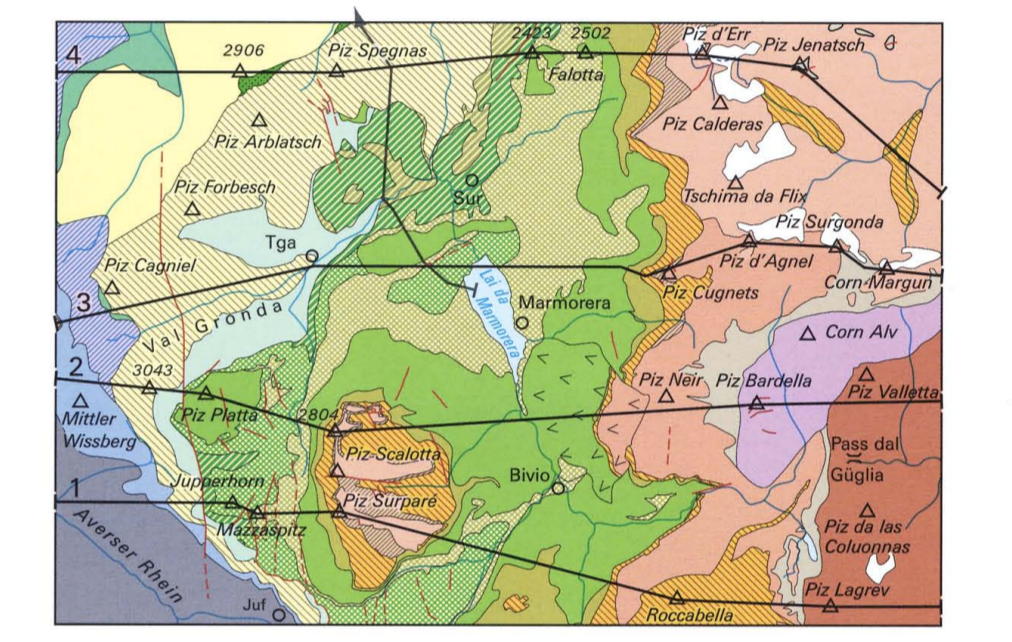 4
2906
Piz Spegnas
2423
2502
Piz d'Err
Piz Jenatsch
Falotta
Piz Arblatsch
Piz Calderas
Piz Forbesch
Sur
Tschima da Flix
Tga
Piz Surgonda
Piz d'Agnel
Piz Cagniel
Piz Cugnets
Corn Margun
3
Val Gronda
Lai da
Marmorera
Marmorera
Corn Alv
2
3043
Piz Neir
Piz Bardella
Piz Valletta
Mittler
Wissberg
Piz Platta
2804
Piz Scalotta
Pass dal
Güglia
Jupperhorn
Bivio
1
Piz Surparé
Mazzaspitz
Piz da las
Coluonnas
Averser Rhein
Juf
Roccabella
Piz Lagrev